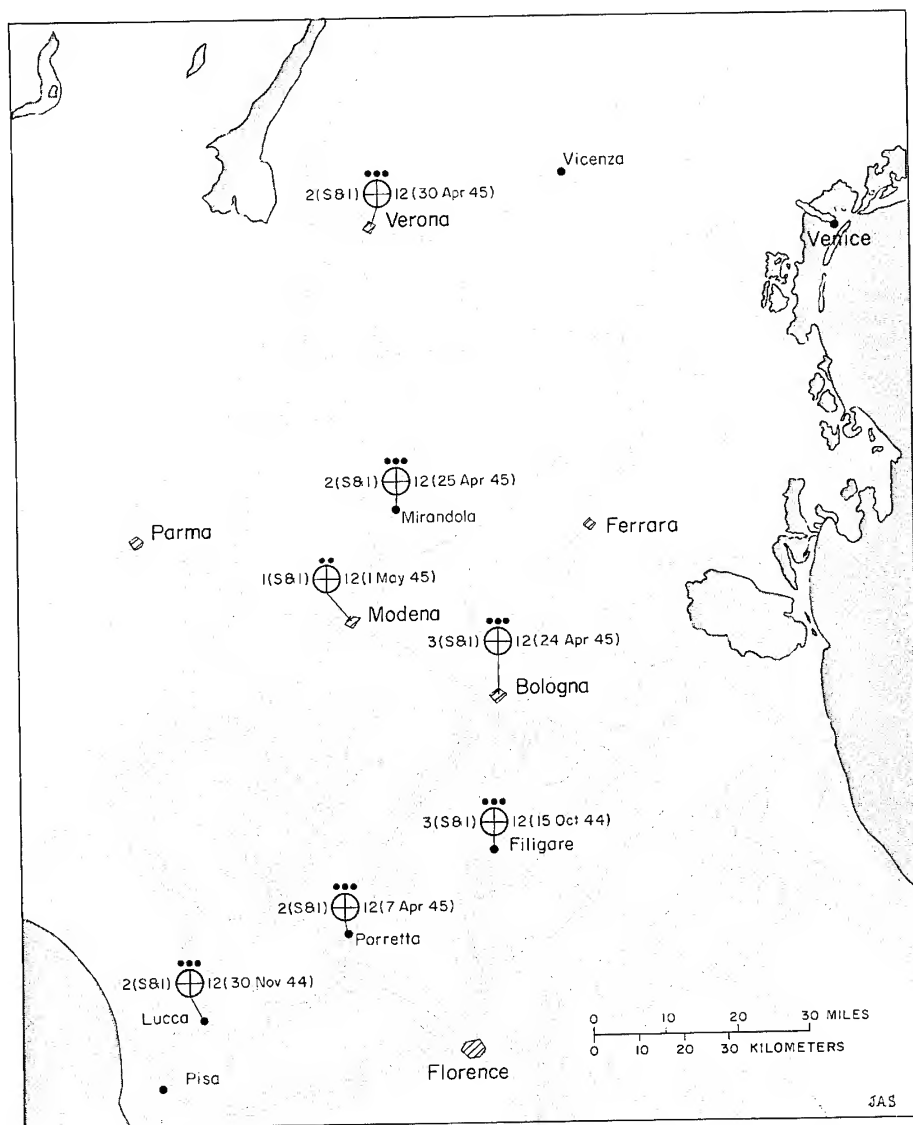 Vicenza
2(S&I) 12(30 Apr 45)
Verona
Venice
2(S&I) 12(25 Apr 45)
Mirandola
Ferrara
Parma
1(S&I) 12(1 May 45)
Modena
3(S&I) 12(24 Apr 45)
Bologna
3(S&I) 12(15 Oct 44)
Filigare
2(S&I) 12(7 Apr 45)
Porretta
2(S&I) 12(30 Nov 44)
Lucca
0 10 20 30 MILES
0 10 20 30 KILOMETERS
Florence
Pisa
JAS